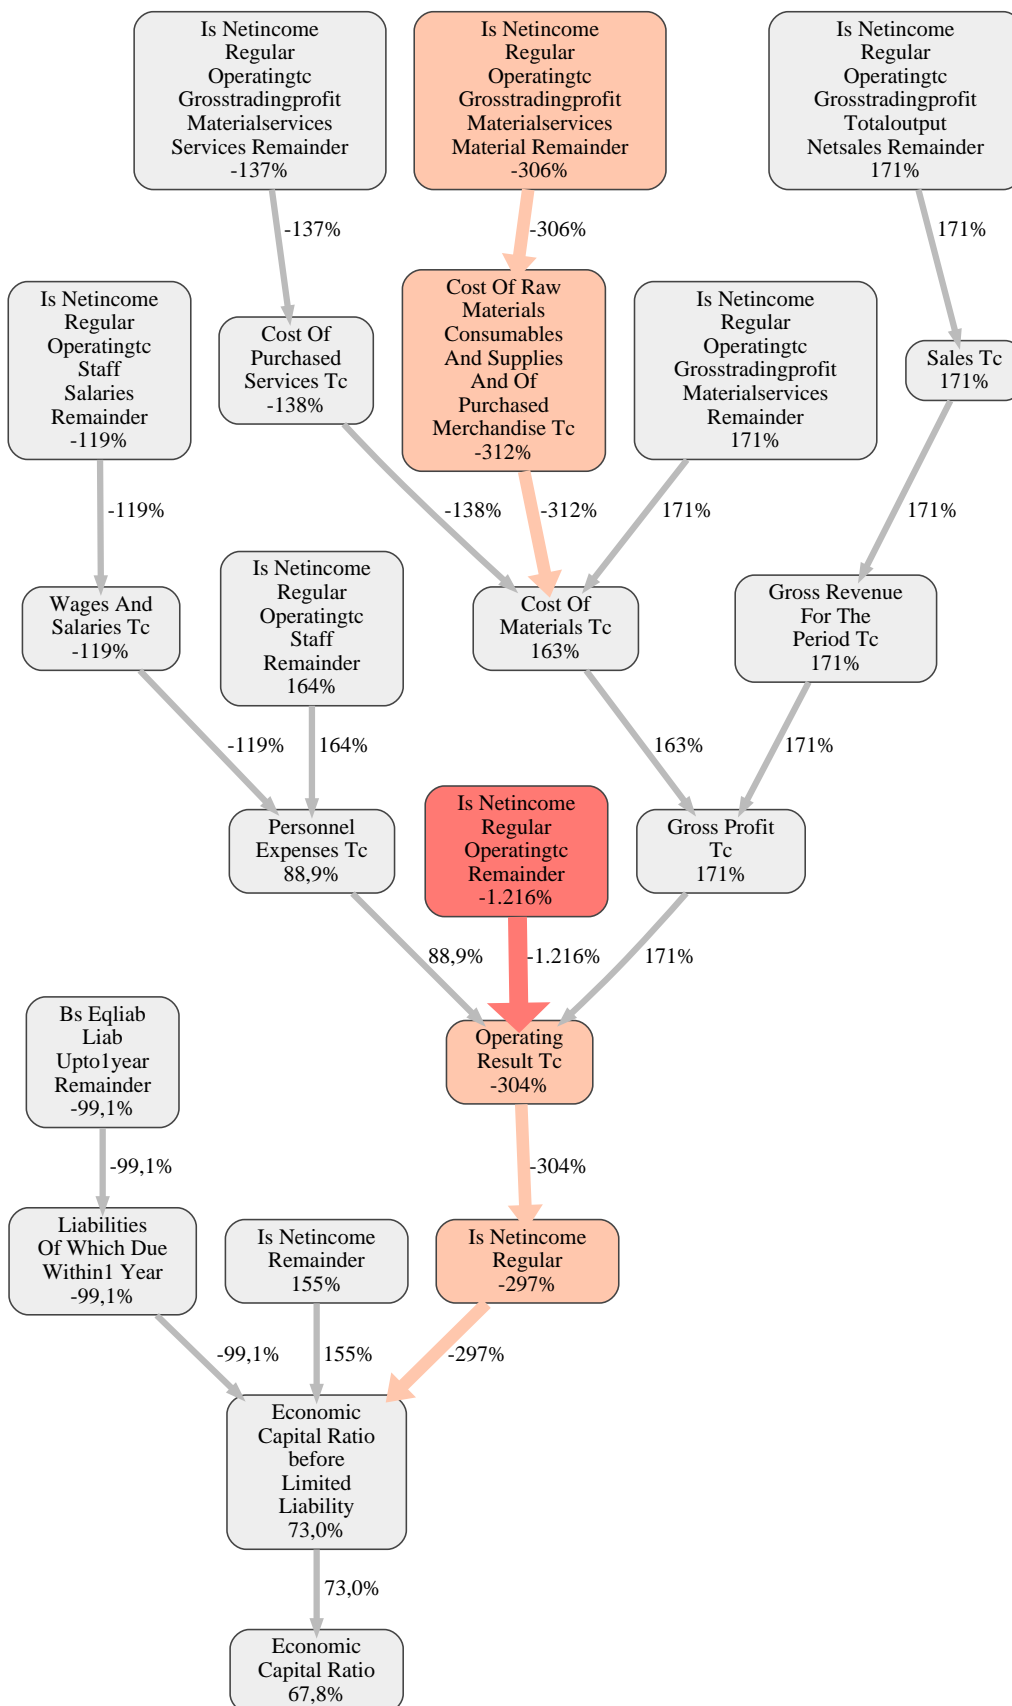 Is Netincome
Regular
Operatingtc
Grosstradingprofit
Materialservices
Services Remainder
-137%
Is Netincome
Regular
Operatingtc
Grosstradingprofit
Materialservices
Material Remainder
-306%
Is Netincome
Regular
Operatingtc
Grosstradingprofit
Totaloutput
Netsales Remainder
171%
-137%
-306%
171%
Is Netincome
Regular
Operatingtc
Staff
Salaries
Remainder
-119%
Cost Of
Purchased
Services Tc
-138%
Cost Of Raw
Materials
Consumables
And Supplies
And Of
Purchased
Merchandise Tc
-312%
Is Netincome
Regular
Operatingtc
Grosstradingprofit
Materialservices
Remainder
171%
Sales Tc
171%
-119%
-138%
-312%
171%
171%
Wages And
Salaries Tc
-119%
Is Netincome
Regular
Operatingtc
Staff
Remainder
164%
Cost Of
Materials Tc
163%
Gross Revenue
For The
Period Tc
171%
-119%
164%
163%
171%
Personnel
Expenses Tc
88,9%
Is Netincome
Regular
Operatingtc
Remainder
-1.216%
Gross Profit
Tc
171%
88,9%
-1.216%
171%
Bs Eqliab
Liab
Upto1year
Remainder
-99,1%
Operating
Result Tc
-304%
-99,1%
-304%
Liabilities
Of Which Due
Within1 Year
-99,1%
Is Netincome
Remainder
155%
Is Netincome
Regular
-297%
-99,1%
155%
-297%
Economic
Capital Ratio
before
Limited
Liability
73,0%
73,0%
Economic
Capital Ratio
67,8%